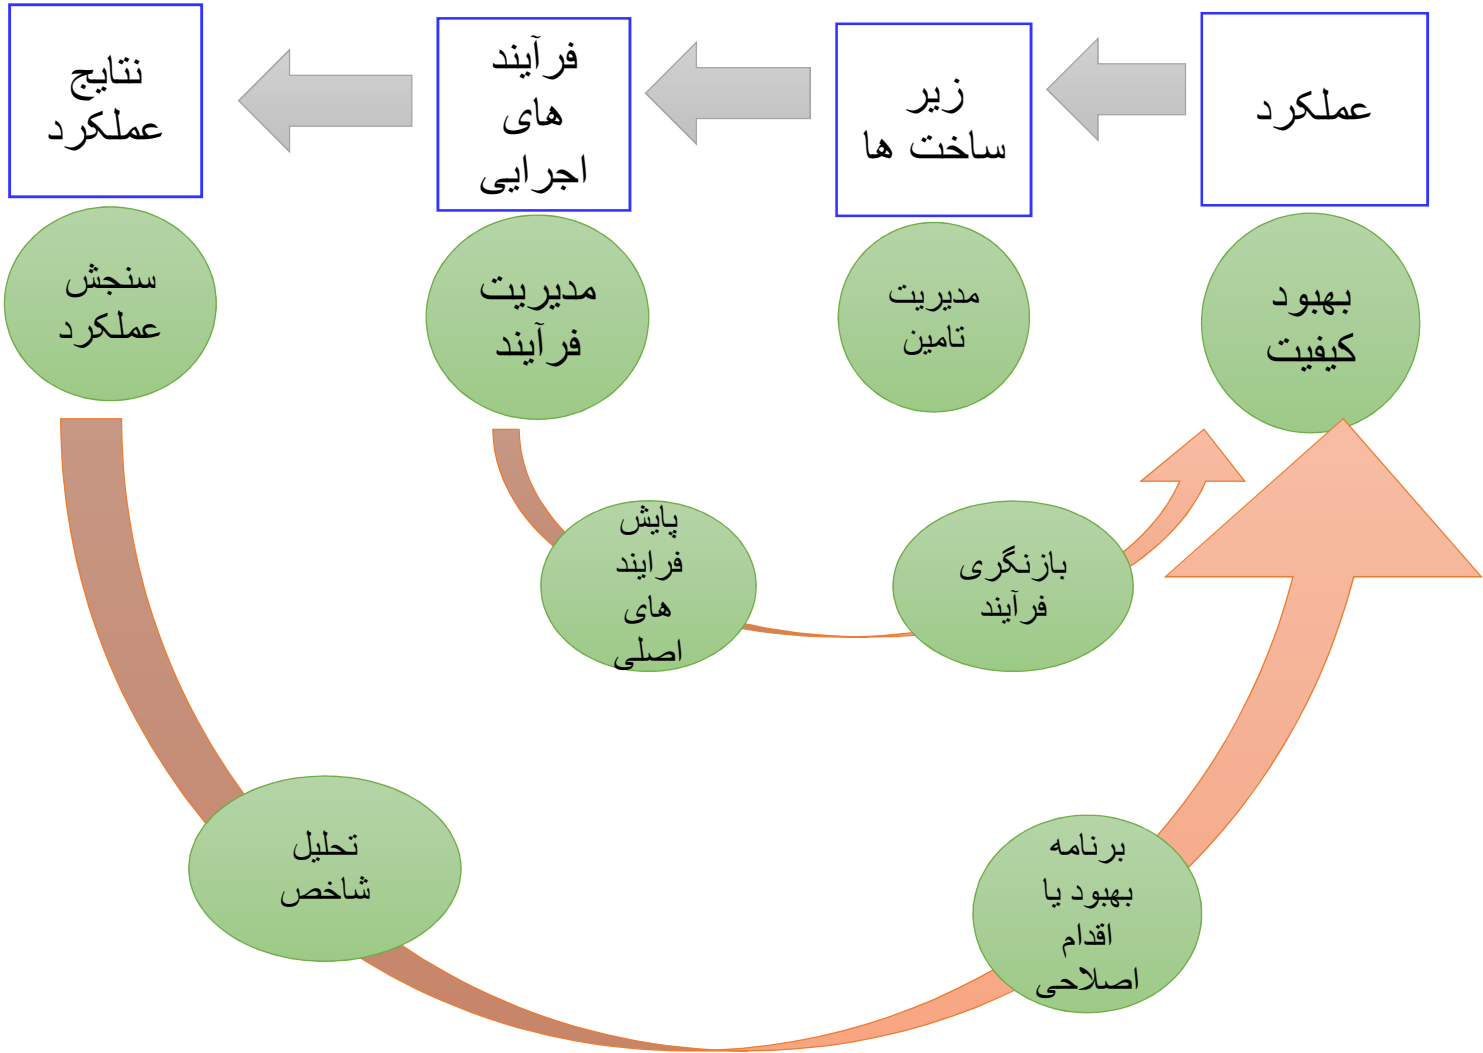 عملکرد
زیر
ساخت ها
فرآیند
های
اجرایی
نتایج
عملکرد
بهبود
کیفیت
مدیریت
تامین
مدیریت
فرآیند
سنجش
عملکرد
بازنگری
فرآیند
پایش
فرایند
های
اصلی
برنامه
بهبود یا
اقدام
اصلاحی
تحلیل
شاخص